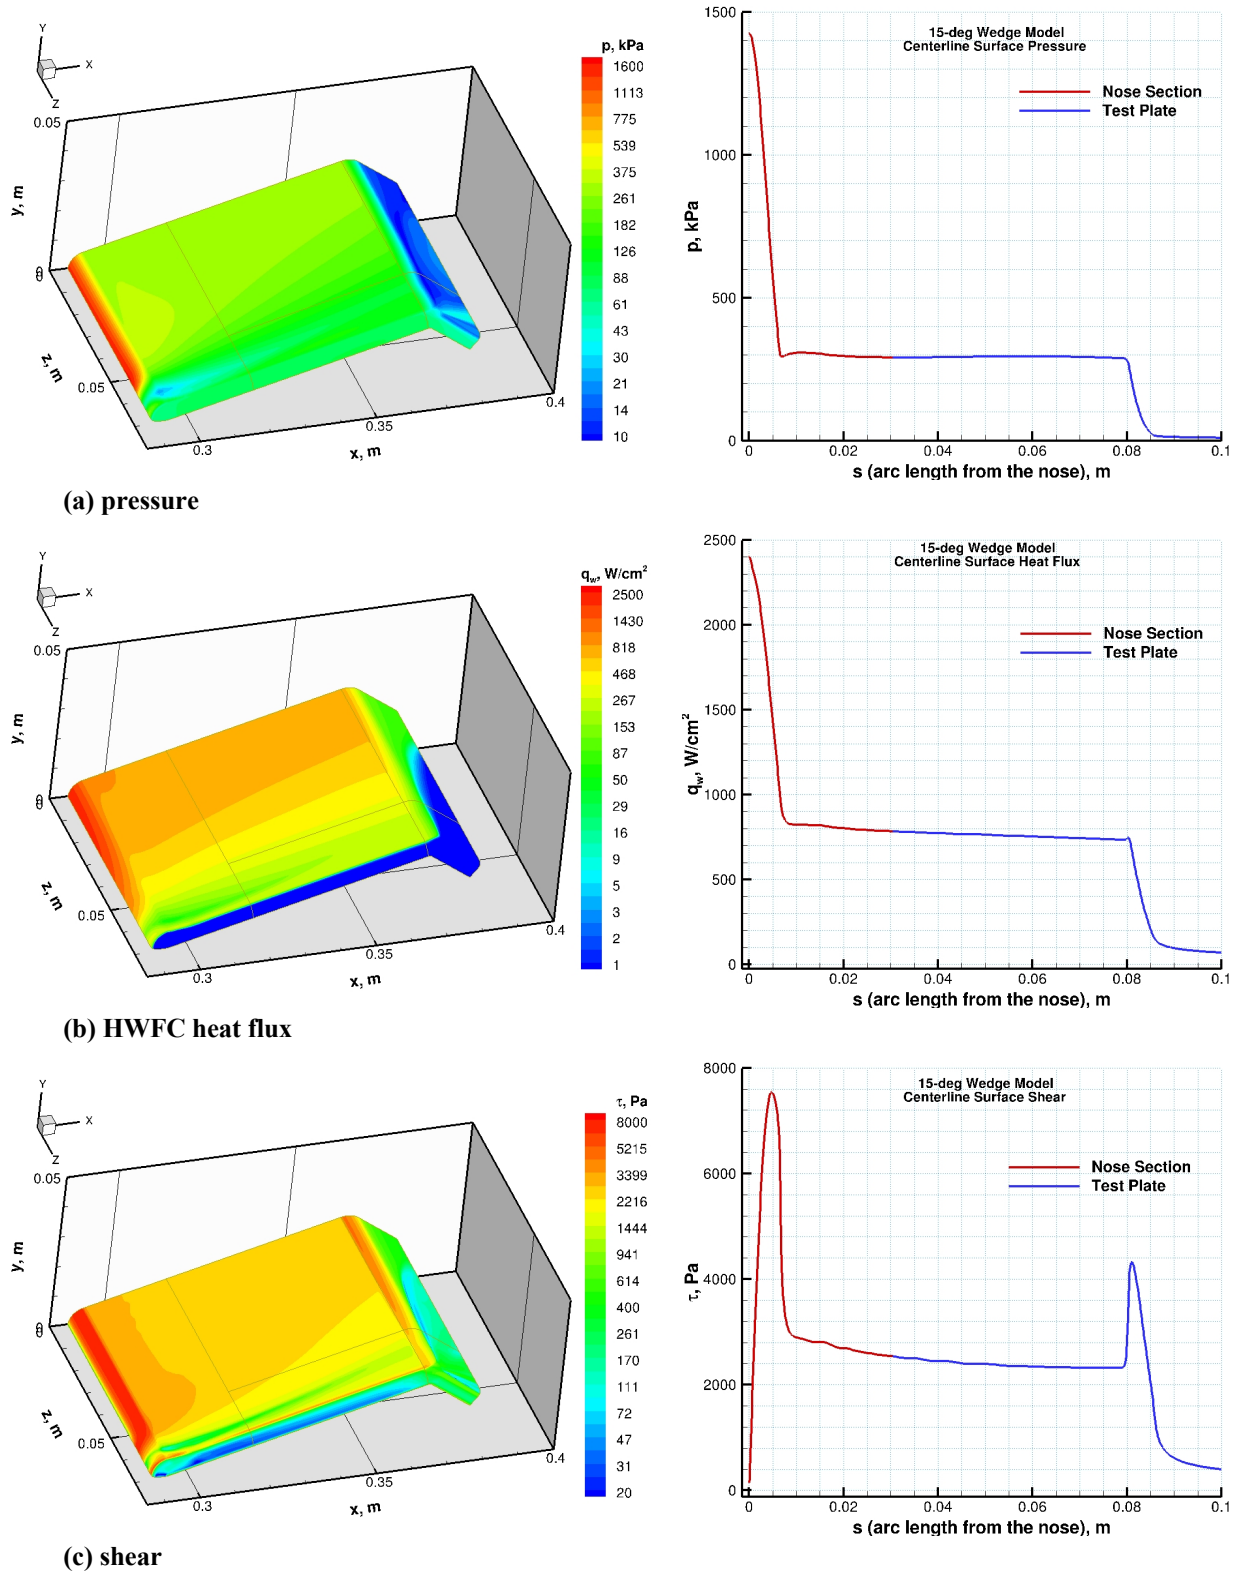 Y
X
Z
0.05
y, m
0
0
z, m
0.05
0.3
0.35
0.4
x, m
p, kPa
1600
1113
775
539
375
261
182
126
88
61
43
30
21
14
10
15-deg Wedge Model
Centerline Surface Pressure
Nose Section
Test Plate
1500
1000
500
0
p, kPa
0 0.02 0.04 0.06 0.08 0.1
s (arc length from the nose), m
(a) pressure
Y
X
Z
0.05
y, m
0
0
z, m
0.05
0.3
0.35
0.4
x, m
qw, W/cm²
2500
1430
818
468
267
153
87
50
29
16
9
5
3
2
1
15-deg Wedge Model
Centerline Surface Heat Flux
Nose Section
Test Plate
2500
2000
1500
1000
500
0
qw, W/cm²
0 0.02 0.04 0.06 0.08 0.1
s (arc length from the nose), m
(b) HWFC heat flux
Y
X
Z
0.05
y, m
0
0
z, m
0.05
0.3
0.35
0.4
x, m
τ, Pa
8000
5215
3399
2216
1444
941
614
400
261
170
111
72
47
31
20
15-deg Wedge Model
Centerline Surface Shear
Nose Section
Test Plate
8000
6000
4000
2000
0
τ, Pa
0 0.02 0.04 0.06 0.08 0.1
s (arc length from the nose), m
(c) shear